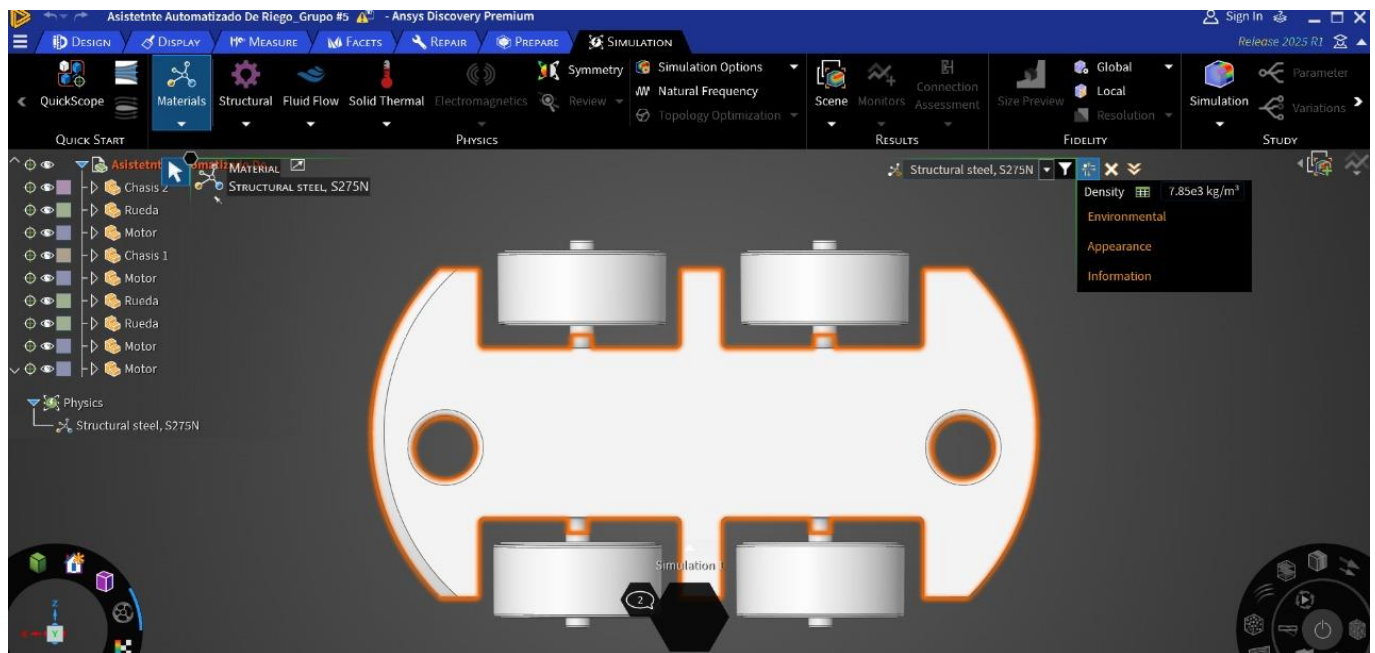 Asistetnte Automatizado De Riego_Grupo #5 - Ansys Discovery Premium Sign In
DESIGN DISPLAY MEASURE FACETS REPAIR PREPARE SIMULATION Release 2025 R1
QuickScope Materials Structural Fluid Flow Solid Thermal Electromagnetics Symmetry Review Simulation Options Natural Frequency Topology Optimization Scene Monitors Connection Assessment Size Preview Global Local Resolution Simulation Parameter Variations
QUICK START PHYSICS RESULTS FIDELITY STUDY
MATERIAL
STRUCTURAL STEEL, S275N
Structural steel, S275N
Density 7.85e3 kg/m³
Environmental
Appearance
Information
Chasis 2
Rueda
Motor
Chasis 1
Motor
Rueda
Rueda
Motor
Motor
Physics
Structural steel, S275N
Simulation 1
2
Z
Y